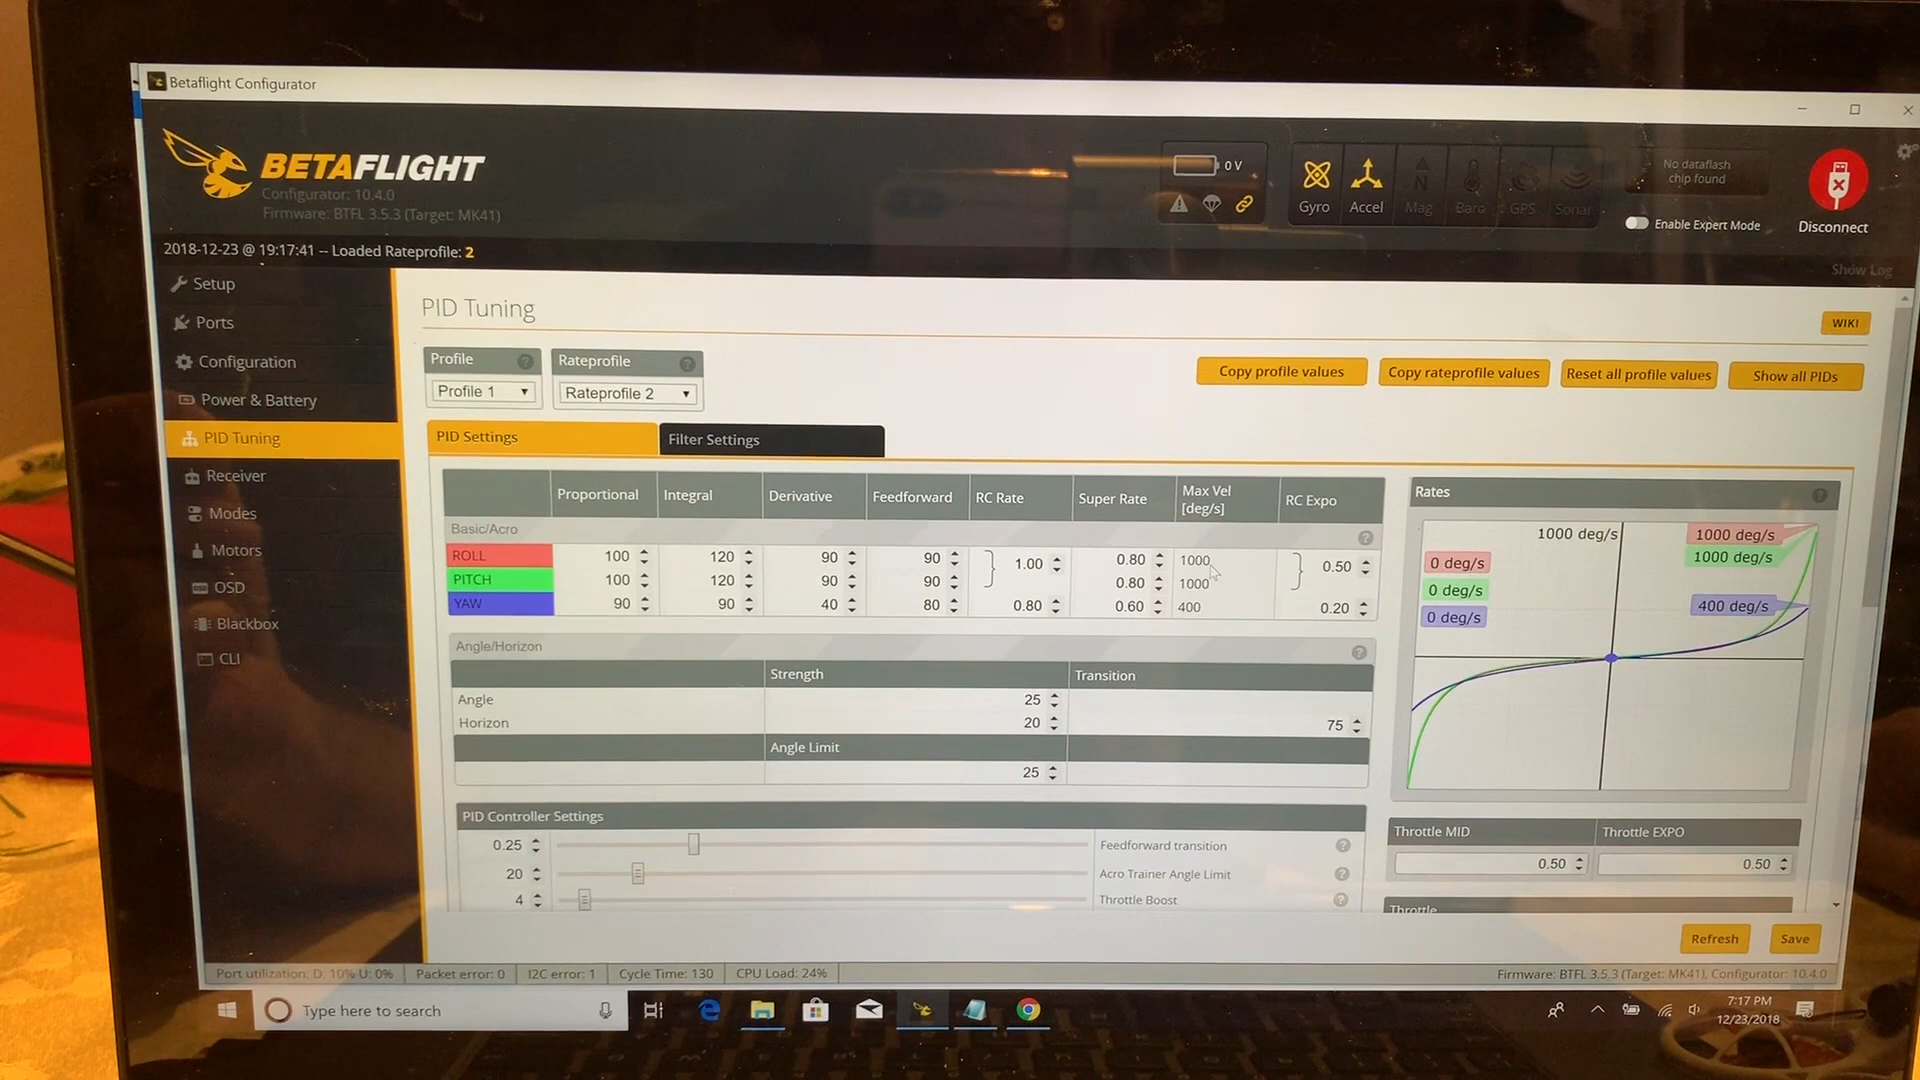 Betaflight Configurator
BETAFLIGHT
Configurator: 10.4.0
Firmware: BTFL 3.5.3 (Target: MK41)
0 V
Gyro Accel Mag Baro GPS Sonar
No dataflash
chip found
Enable Expert Mode
Disconnect
2018-12-23 @ 19:17:41 -- Loaded Rateprofile: 2
Show Log
Setup
Ports
Configuration
Power & Battery
PID Tuning
Receiver
Modes
Motors
OSD
Blackbox
CLI
PID Tuning
WIKI
Profile
Profile 1
Rateprofile
Rateprofile 2
Copy profile values
Copy rateprofile values
Reset all profile values
Show all PIDs
PID Settings
Filter Settings
Proportional Integral Derivative Feedforward RC Rate Super Rate Max Vel [deg/s] RC Expo
Basic/Acro
ROLL 100 120 90 90 1.00 0.80 1000 0.50
PITCH 100 120 90 90 0.80 1000
YAW 90 90 40 80 0.80 0.60 400 0.20
Angle/Horizon
Strength Transition
Angle 25
Horizon 20 75
Angle Limit
25
PID Controller Settings
0.25 Feedforward transition
20 Acro Trainer Angle Limit
4 Throttle Boost
Rates
1000 deg/s
1000 deg/s
1000 deg/s
0 deg/s
0 deg/s
0 deg/s
400 deg/s
Throttle MID Throttle EXPO
0.50 0.50
Throttle
Refresh
Save
Port utilization: D: 10% U: 0% Packet error: 0 I2C error: 1 Cycle Time: 130 CPU Load: 24%
Firmware: BTFL 3.5.3 (Target: MK41), Configurator: 10.4.0
Type here to search
7:17 PM
12/23/2018